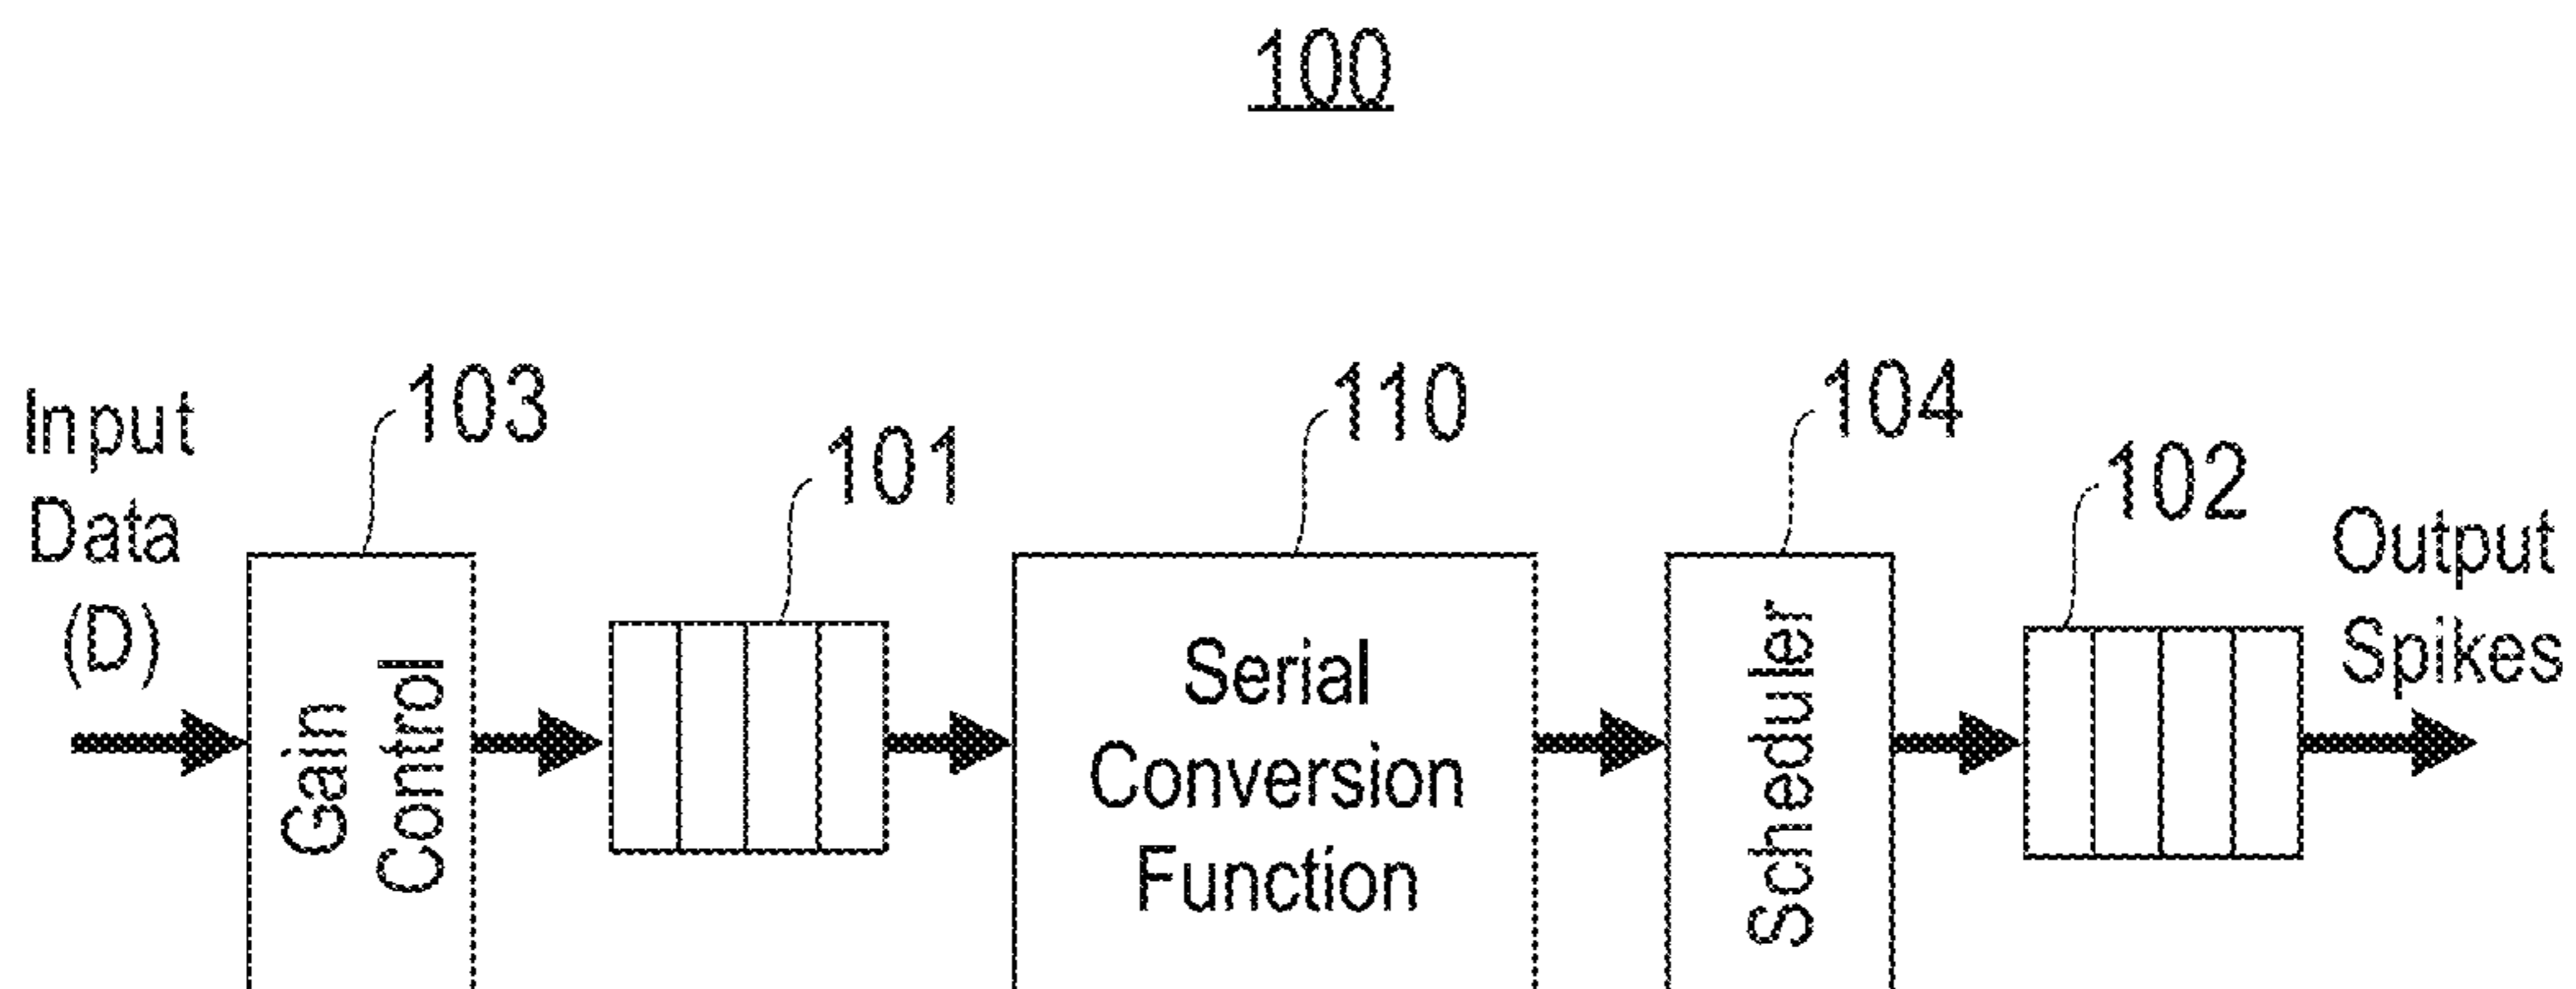 100
Input
Data
(D)
103
Gain
Control
101
110
Serial
Conversion
Function
104
Scheduler
102
Output
Spikes